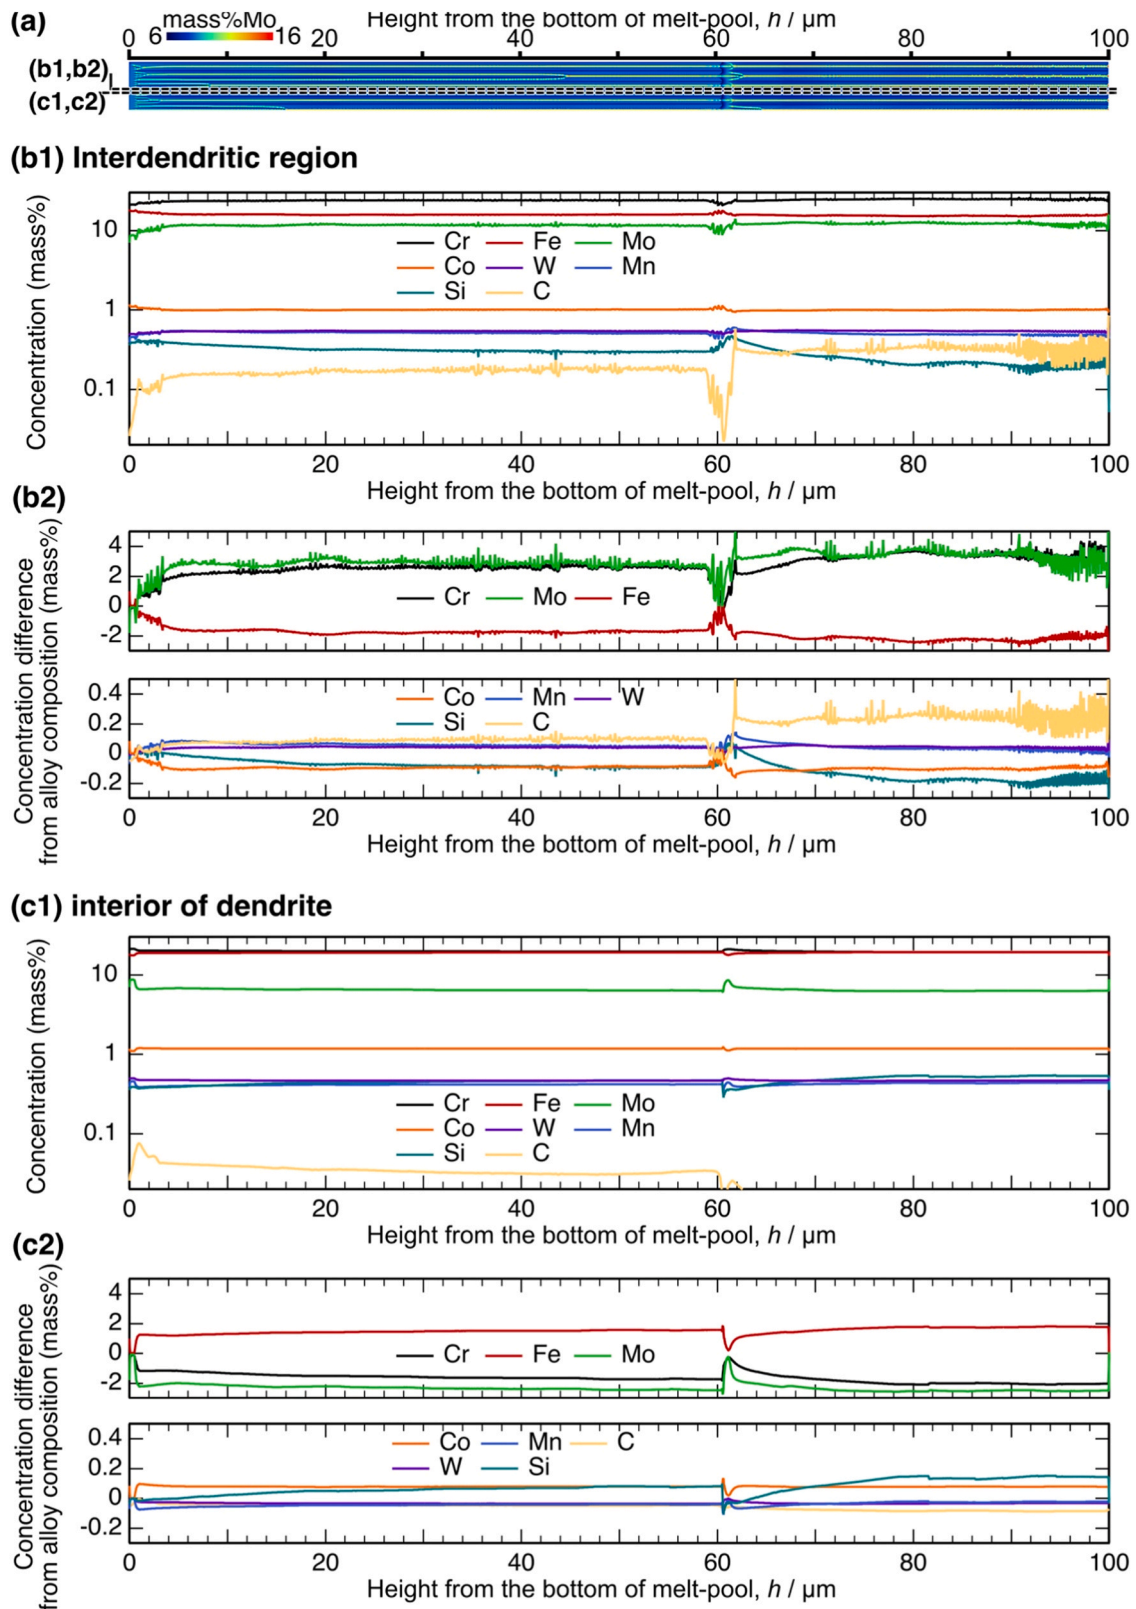 (a) mass%Mo Height from the bottom of melt-pool, h / µm
0 6 16 20 40 60 80 100
(b1,b2)
(c1,c2)
(b1) Interdendritic region
Concentration (mass%)
10
1
0.1
Cr Fe Mo
Co W Mn
Si C
0 20 40 60 80 100
Height from the bottom of melt-pool, h / µm
(b2)
Concentration difference
from alloy composition (mass%)
4
2
0
-2
Cr Mo Fe
0.4
0.2
0
-0.2
Co Mn W
Si C
0 20 40 60 80 100
Height from the bottom of melt-pool, h / µm
(c1) interior of dendrite
Concentration (mass%)
10
1
0.1
Cr Fe Mo
Co W Mn
Si C
0 20 40 60 80 100
Height from the bottom of melt-pool, h / µm
(c2)
Concentration difference
from alloy composition (mass%)
4
2
0
-2
Cr Fe Mo
0.4
0.2
0
-0.2
Co Mn C
W Si
0 20 40 60 80 100
Height from the bottom of melt-pool, h / µm